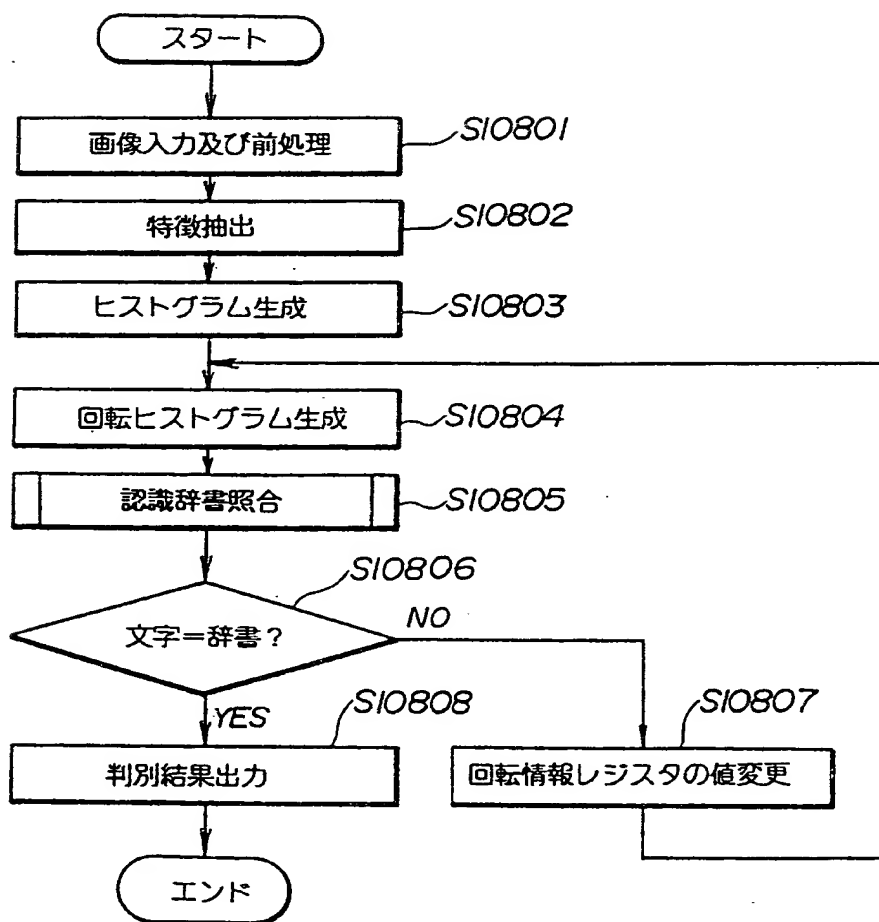 スタート
画像入力及び前処理
S10801
特徴抽出
S10802
ヒストグラム生成
S10803
回転ヒストグラム生成
S10804
認識辞書照合
S10805
S10806
文字=辞書?
NO
YES
S10808
判別結果出力
S10807
回転情報レジスタの値変更
エンド